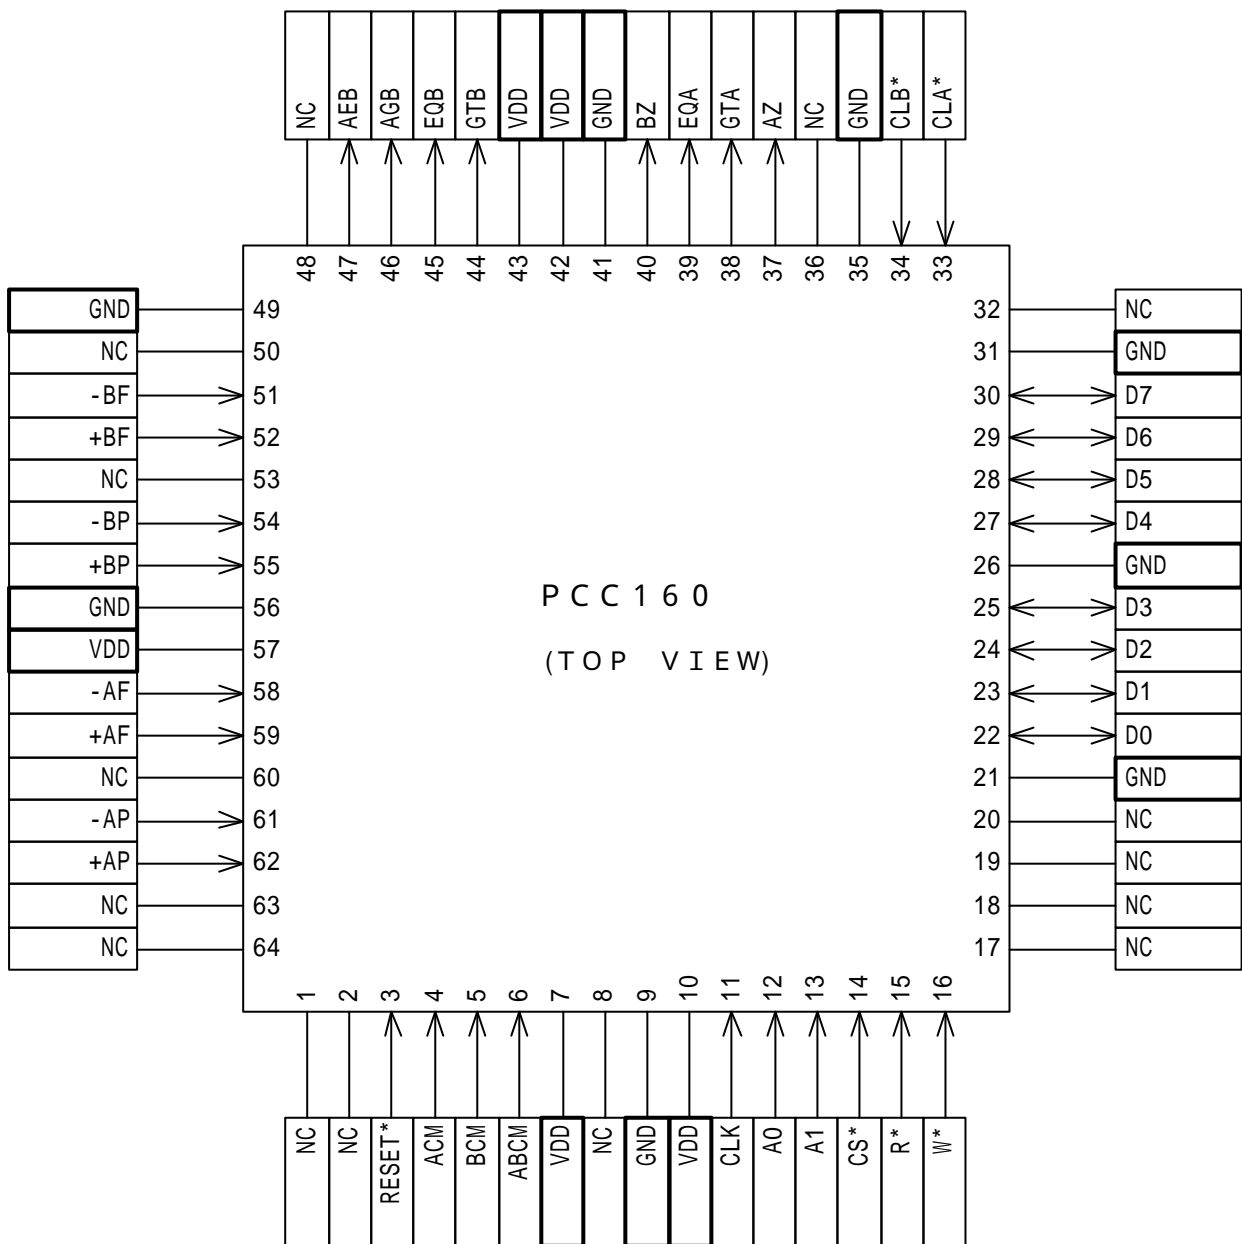 NC AEB AGB EQB GTB VDD VDD GND BZ EQA GTA AZ NC GND CLB* CLA*
48 47 46 45 44 43 42 41 40 39 38 37 36 35 34 33
GND 49 32 NC
NC 50 31 GND
-BF 51 30 D7
+BF 52 29 D6
NC 53 28 D5
-BP 54 27 D4
+BP 55 26 GND
PCC160
GND 56 25 D3
VDD 57 24 D2
(TOP VIEW)
-AF 58 23 D1
+AF 59 22 D0
NC 60 21 GND
-AP 61 20 NC
+AP 62 19 NC
NC 63 18 NC
NC 64 17 NC
1 2 3 4 5 6 7 8 9 10 11 12 13 14 15 16
NC NC RESET* ACM BCM ABCM VDD NC GND VDD CLK A0 A1 CS* R* W*